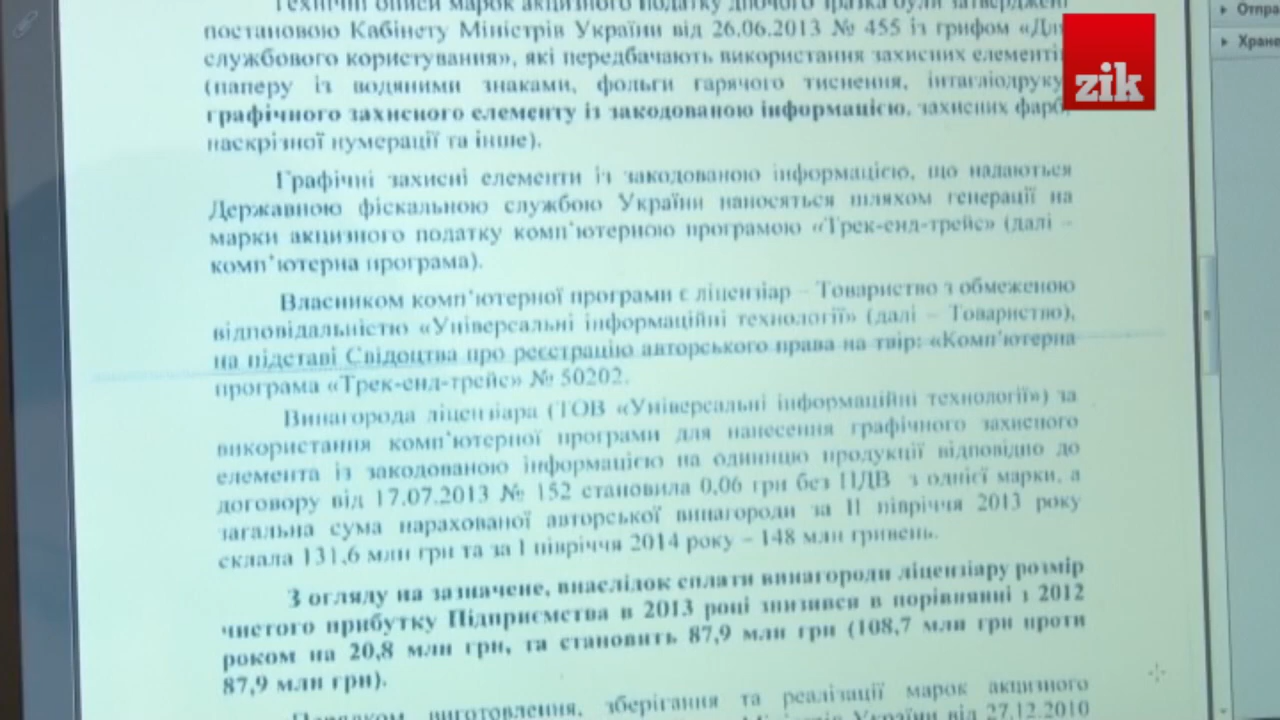 Технічні описи марок акцизного податку діючого зразка були затверджені
постановою Кабінету Міністрів України від 26.06.2013 № 455 із грифом «Для
службового користування», які передбачають використання захисних елементів
(паперу із водяними знаками, фольги гарячого тиснення, інтагліодруку,
графічного захисного елементу із закодованою інформацією, захисних фарб,
наскрізної нумерації та інше).
Графічні захисні елементи із закодованою інформацією, що надаються
Державною фіскальною службою України наносяться шляхом генерації на
марки акцизного податку комп'ютерною програмою «Трек-енд-трейс» (далі –
комп'ютерна програма).
Власником комп'ютерної програми є ліцензіар – Товариство з обмеженою
відповідальністю «Універсальні інформаційні технології» (далі – Товариство),
на підставі Свідоцтва про реєстрацію авторського права на твір: «Комп'ютерна
програма «Трек-енд-трейс» № 50202.
Винагорода ліцензіара (ТОВ «Універсальні інформаційні технології») за
використання комп'ютерної програми для нанесення графічного захисного
елемента із закодованою інформацією на одиницю продукції відповідно до
договору від 17.07.2013 № 152 становила 0,06 грн без ПДВ з однієї марки, а
загальна сума нарахованої авторської винагороди за II півріччя 2013 року
склала 131,6 млн грн та за I півріччя 2014 року – 148 млн гривень.
З огляду на зазначене, внаслідок сплати винагороди ліцензіару розмір
чистого прибутку Підприємства в 2013 році знизився в порівнянні з 2012
роком на 20,8 млн грн, та становить 87,9 млн грн (108,7 млн грн проти
87,9 млн грн).
Порядком виготовлення, зберігання та реалізації марок акцизного
Міністрів України від 27.12.2010
zik
Отпра
Хране